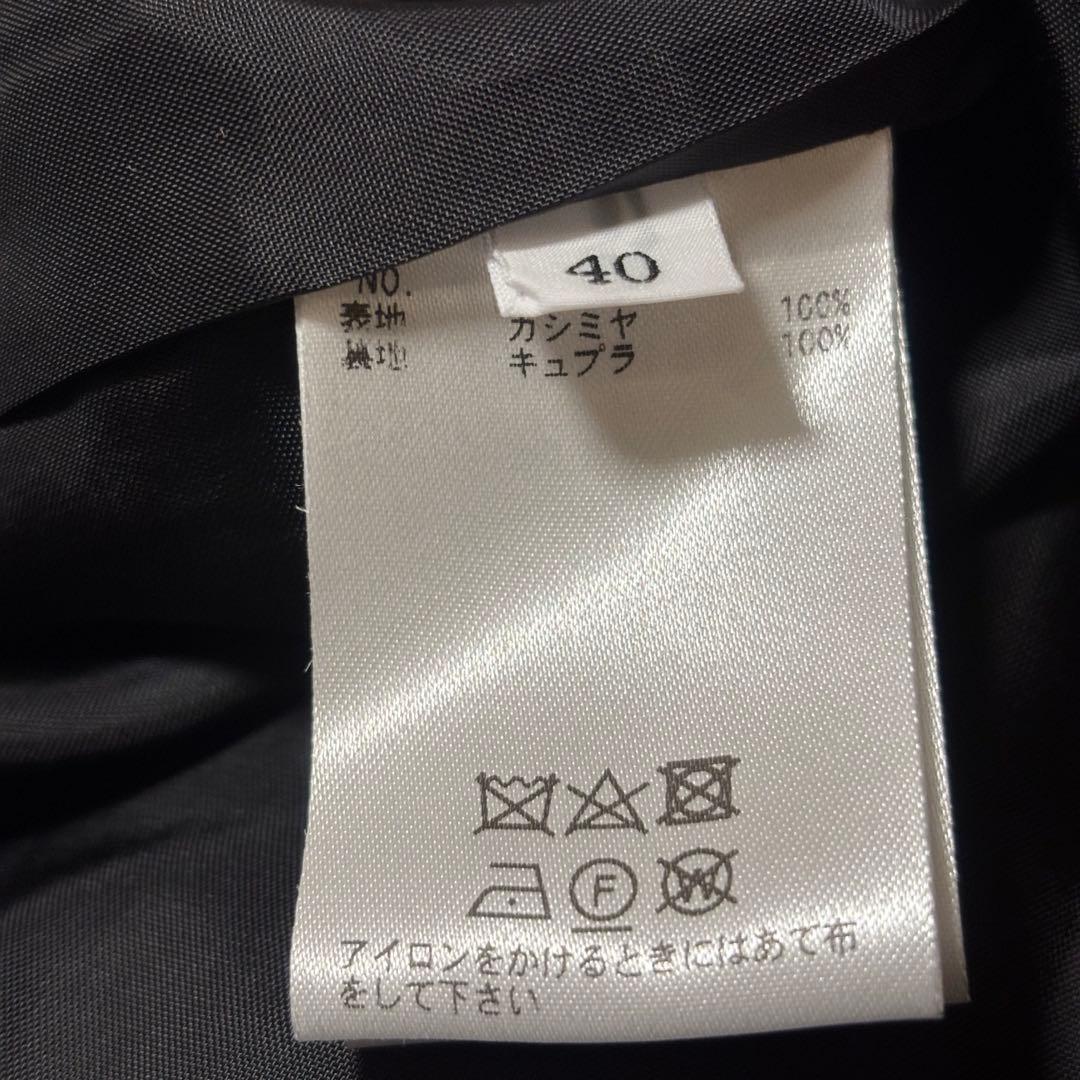 40
NO.
表地 カシミヤ 100%
裏地 キュプラ 100%
F
W
アイロンをかけるときにはあて布
をして下さい